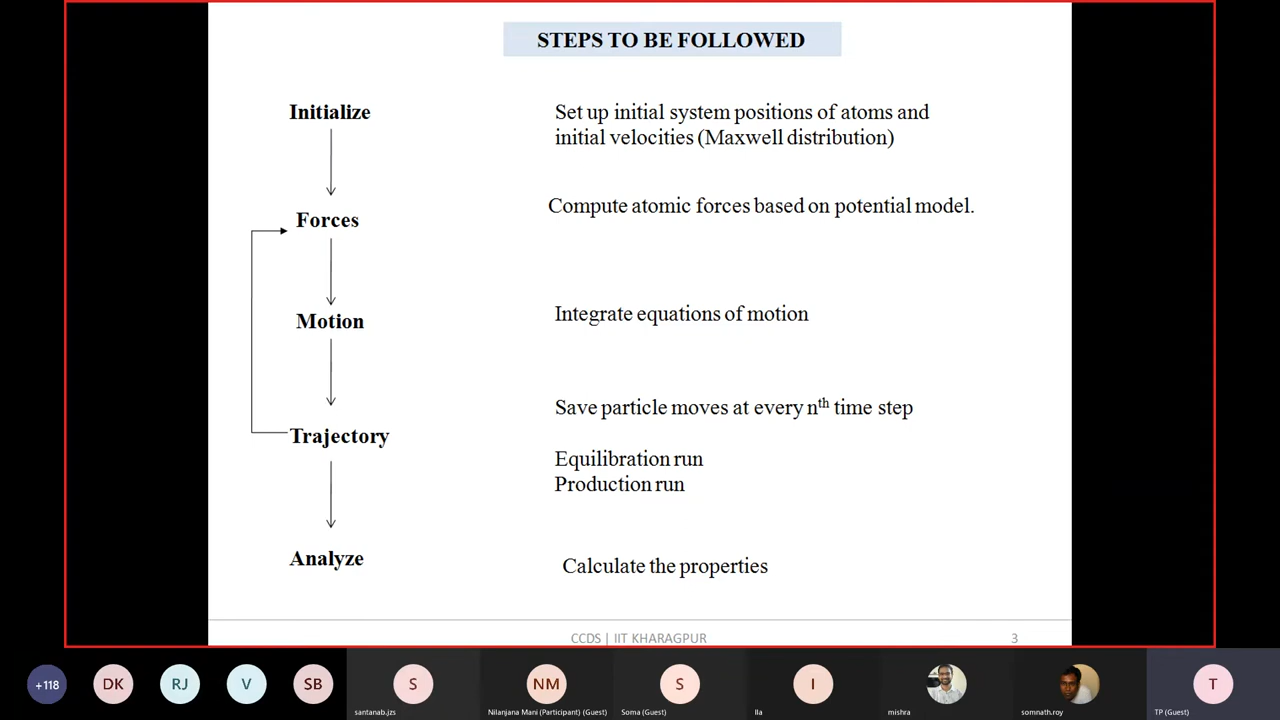 STEPS TO BE FOLLOWED
Initialize
Set up initial system positions of atoms and
initial velocities (Maxwell distribution)
Forces
Compute atomic forces based on potential model.
Motion
Integrate equations of motion
Trajectory
Save particle moves at every nth time step
Equilibration run
Production run
Analyze
Calculate the properties
CCDS | IIT KHARAGPUR
3
+118
DK
RJ
V
SB
S
NM
S
I
T
santanab.jzs
Nilanjana Mani (Participant) (Guest)
Soma (Guest)
Ila
mishra
somnath.roy
TP (Guest)